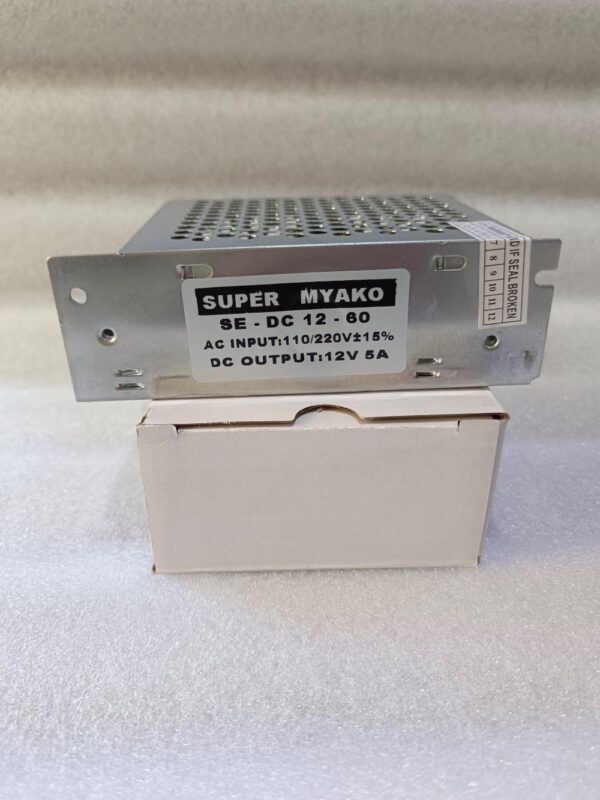 SUPER MYAKO
SE - DC 12 - 60
AC INPUT:110/220V±15%
DC OUTPUT:12V 5A
D IF SEAL BROKEN
7 8 9 10 11 12